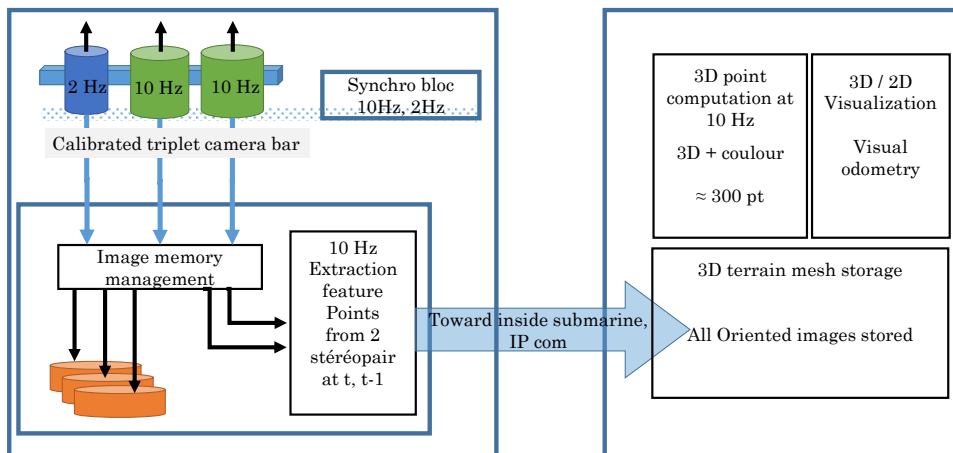 2 Hz
10 Hz
10 Hz
Synchro bloc
10Hz, 2Hz
Calibrated triplet camera bar
Image memory
management
10 Hz
Extraction
feature
Points
from 2
stéréopair
at t, t-1
Toward inside submarine,
IP com
3D point
computation at
10 Hz
3D + coulour
≈ 300 pt
3D / 2D
Visualization
Visual
odometry
3D terrain mesh storage
All Oriented images stored